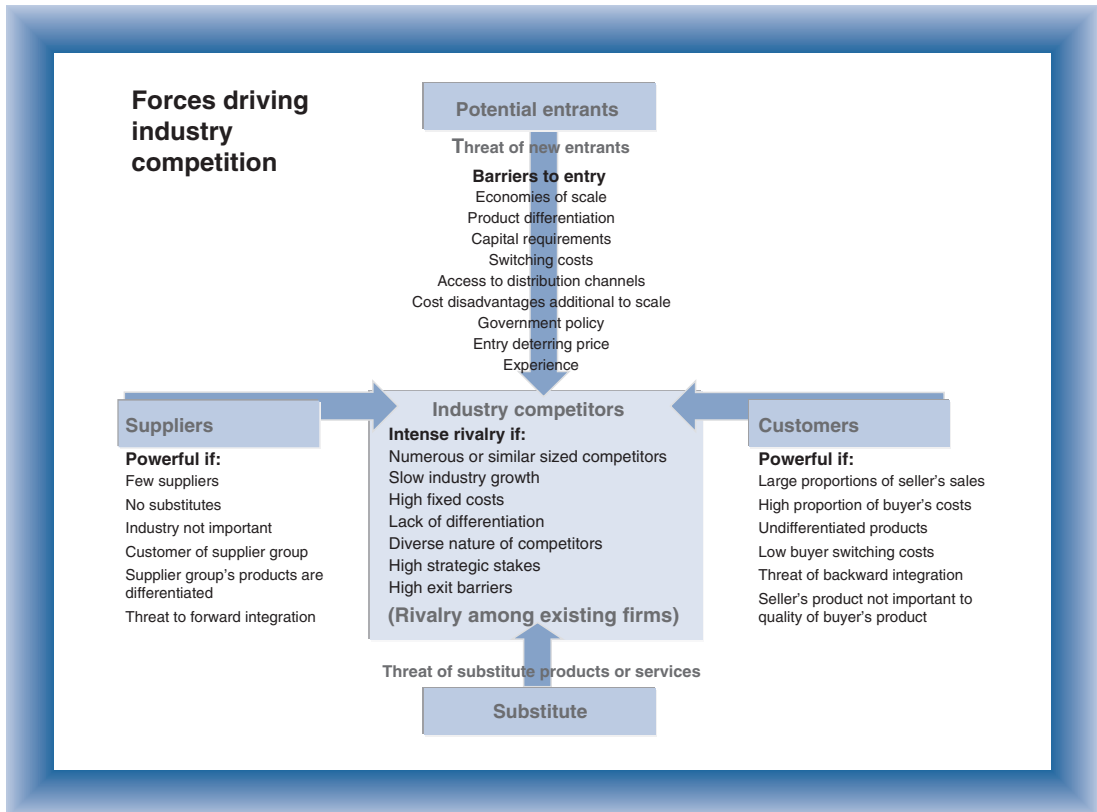 Forces driving
industry
competition
Potential entrants
Threat of new entrants
Barriers to entry
Economies of scale
Product differentiation
Capital requirements
Switching costs
Access to distribution channels
Cost disadvantages additional to scale
Government policy
Entry deterring price
Experience
Suppliers
Powerful if:
Few suppliers
No substitutes
Industry not important
Customer of supplier group
Supplier group's products are
differentiated
Threat to forward integration
Industry competitors
Intense rivalry if:
Numerous or similar sized competitors
Slow industry growth
High fixed costs
Lack of differentiation
Diverse nature of competitors
High strategic stakes
High exit barriers
(Rivalry among existing firms)
Customers
Powerful if:
Large proportions of seller's sales
High proportion of buyer's costs
Undifferentiated products
Low buyer switching costs
Threat of backward integration
Seller's product not important to
quality of buyer's product
Threat of substitute products or services
Substitute